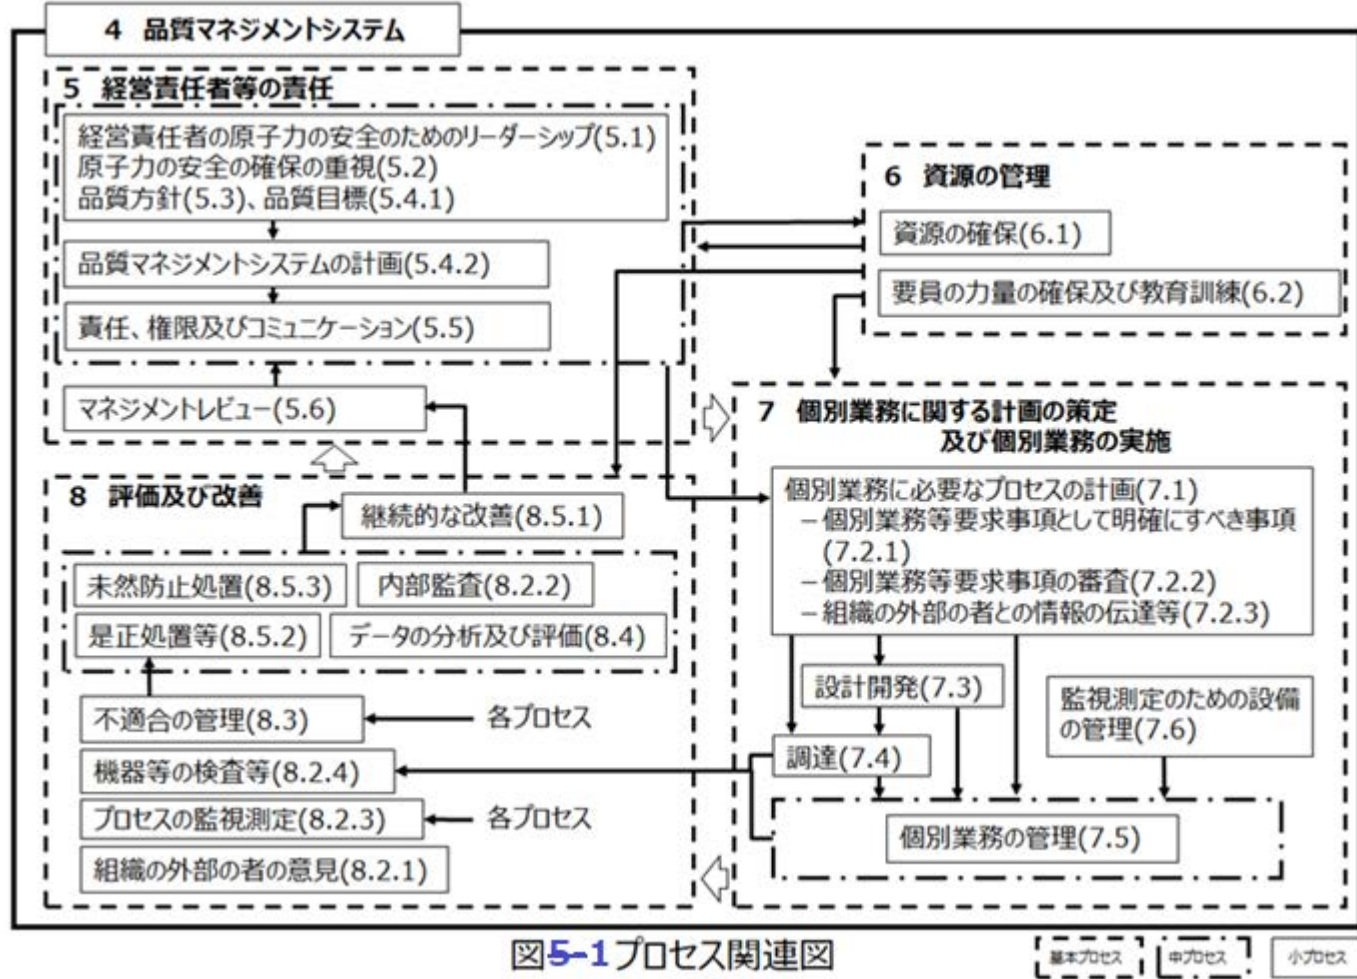 4 品質マネジメントシステム
5 経営責任者等の責任
経営責任者の原子力の安全のためのリーダーシップ(5.1)
原子力の安全の確保の重視(5.2)
品質方針(5.3)、品質目標(5.4.1)
品質マネジメントシステムの計画(5.4.2)
責任、権限及びコミュニケーション(5.5)
マネジメントレビュー(5.6)
6 資源の管理
資源の確保(6.1)
要員の力量の確保及び教育訓練(6.2)
7 個別業務に関する計画の策定
及び個別業務の実施
個別業務に必要なプロセスの計画(7.1)
－個別業務等要求事項として明確にすべき事項
(7.2.1)
－個別業務等要求事項の審査(7.2.2)
－組織の外部の者との情報の伝達等(7.2.3)
設計開発(7.3)
調達(7.4)
監視測定のための設備
の管理(7.6)
個別業務の管理(7.5)
8 評価及び改善
継続的な改善(8.5.1)
未然防止処置(8.5.3)
内部監査(8.2.2)
是正処置等(8.5.2)
データの分析及び評価(8.4)
不適合の管理(8.3)
各プロセス
機器等の検査等(8.2.4)
プロセスの監視測定(8.2.3)
各プロセス
組織の外部の者の意見(8.2.1)
図5-1プロセス関連図
基本プロセス
中プロセス
小プロセス